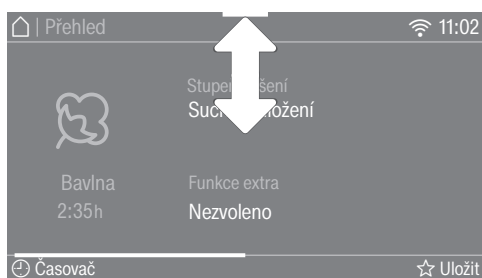 | Přehled
11:02
Bavlna
2:35h
Funkce extra
Nezvoleno
Časovač
Uložit